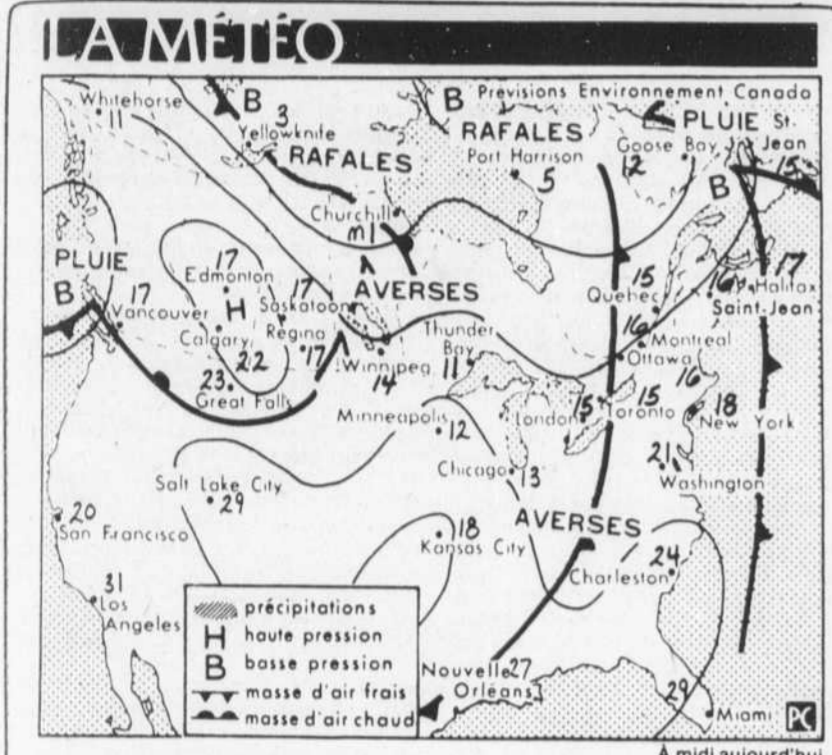 LA MÉTÉO
Prévisions Environnement Canada
Whitehorse
11
B
3
Yellowknife
RAFALES
B
RAFALES
Port Harrison
5
12
Goose Bay
PLUIE
St-Jean
15
B
Churchill
m1
AVERSES
PLUIE
B
17
Vancouver
17
Edmonton
H
Calgary
22
17
Saskatoon
Regina
17
Winnipeg
14
Thunder Bay
11
15
Quebec
16
Montreal
Ottawa
16
Saint-Jean
17
Halifax
23
Great Falls
Minneapolis
12
London
15
Toronto
15
16
18
New York
Chicago
13
21
Washington
Salt Lake City
29
20
San Francisco
18
Kansas City
AVERSES
24
Charleston
31
Los Angeles
précipitations
H haute pression
B basse pression
masse d'air frais
masse d'air chaud
Nouvelle 27
Orléans
29
Miami
PC
À midi aujourd'hui